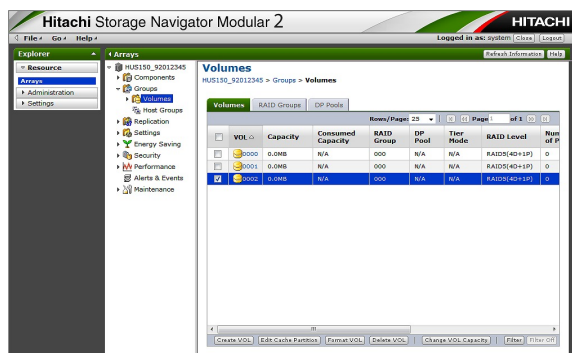 Hitachi Storage Navigator Modular 2
HITACHI
File Go Help
Logged in as: system Close Logout
Explorer
Arrays
Refresh Information Help
Resource
Arrays
Administration
Settings
HUS150_92012345
Components
Groups
Volumes
Host Groups
Replication
Settings
Energy Saving
Security
Performance
Alerts & Events
Maintenance
Volumes
HUS150_92012345 > Groups > Volumes
Volumes RAID Groups DP Pools
Rows/Page: 25 Page 1 of 1
VOL Capacity Consumed Capacity RAID Group DP Pool Tier Mode RAID Level Num of P
0000 0.0MB N/A 000 N/A N/A RAID5(4D+1P) 0
0001 0.0MB N/A 000 N/A N/A RAID5(4D+1P) 0
0002 0.0MB N/A 000 N/A N/A RAID5(4D+1P) 0
Create VOL Edit Cache Partition Format VOL Delete VOL Change VOL Capacity Filter Filter Off